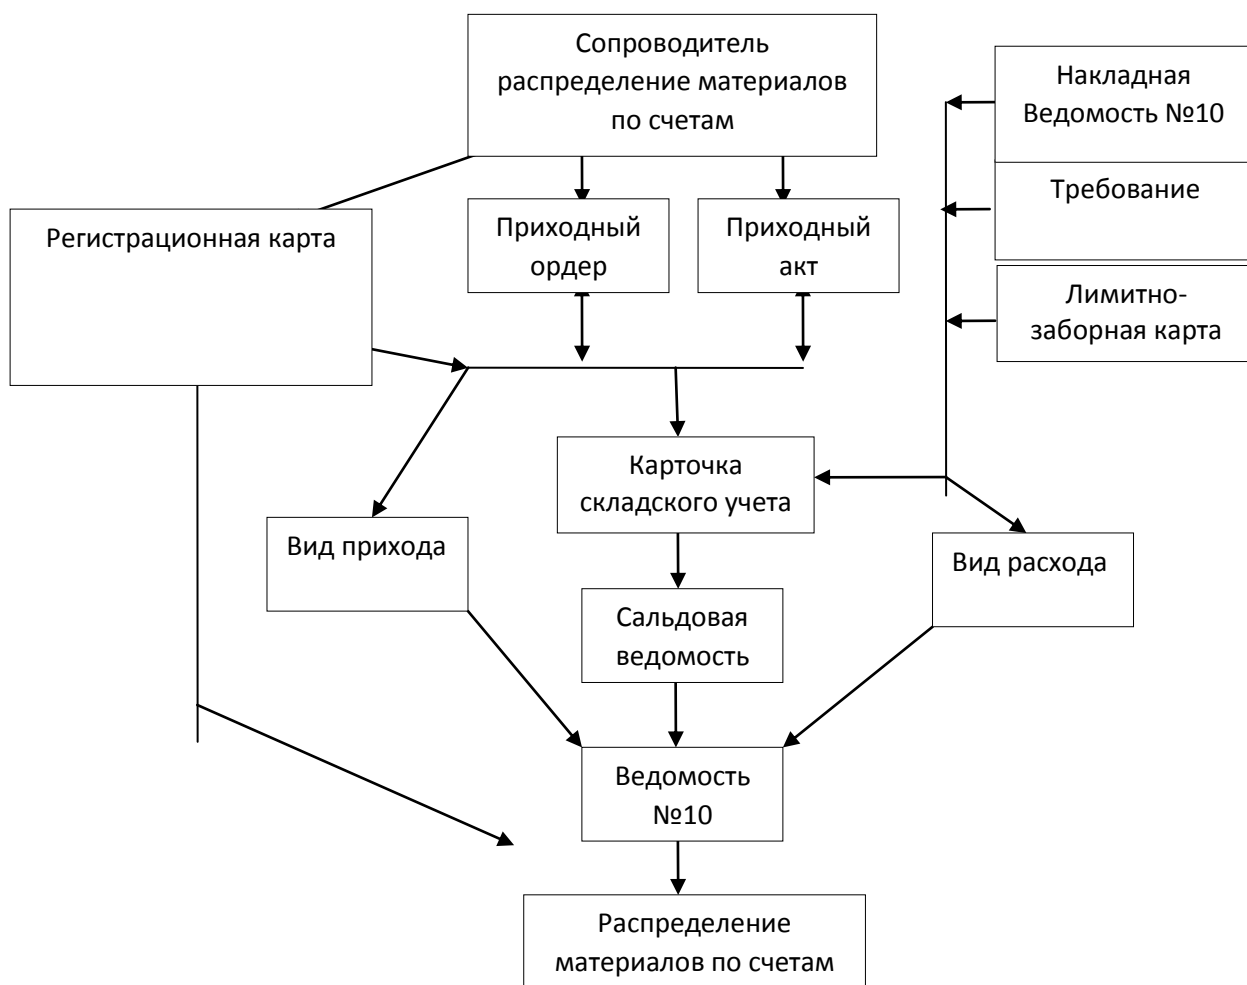 Сопроводитель
распределение материалов
по счетам
Накладная
Ведомость №10
Требование
Лимитно-
заборная карта
Регистрационная карта
Приходный
ордер
Приходный
акт
Карточка
складского учета
Вид прихода
Вид расхода
Сальдовая
ведомость
Ведомость
№10
Распределение
материалов по счетам